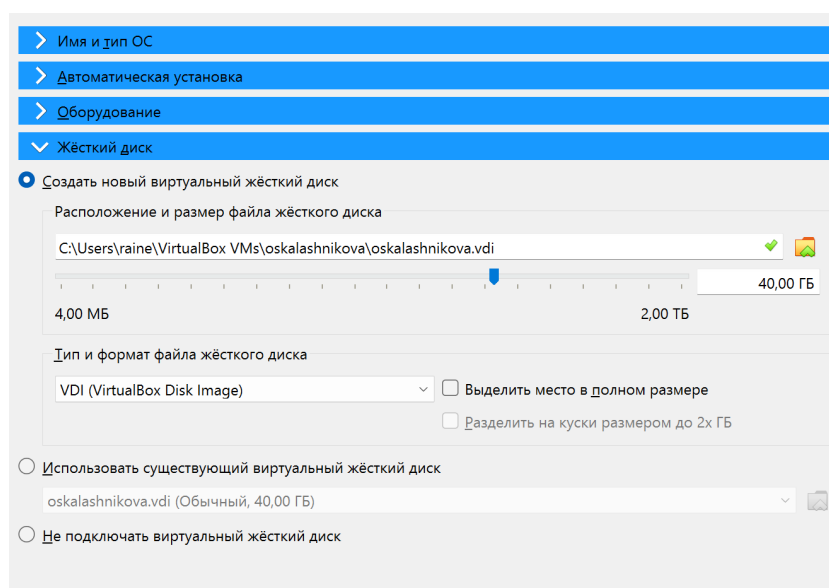 Имя и тип ОС
Автоматическая установка
Оборудование
Жёсткий диск
Создать новый виртуальный жёсткий диск
Расположение и размер файла жёсткого диска
C:\Users\raine\VirtualBox VMs\oskalashnikova\oskalashnikova.vdi
40,00 ГБ
4,00 МБ 2,00 ТБ
Тип и формат файла жёсткого диска
VDI (VirtualBox Disk Image) Выделить место в полном размере
Разделить на куски размером до 2х ГБ
Использовать существующий виртуальный жёсткий диск
oskalashnikova.vdi (Обычный, 40,00 ГБ)
Не подключать виртуальный жёсткий диск